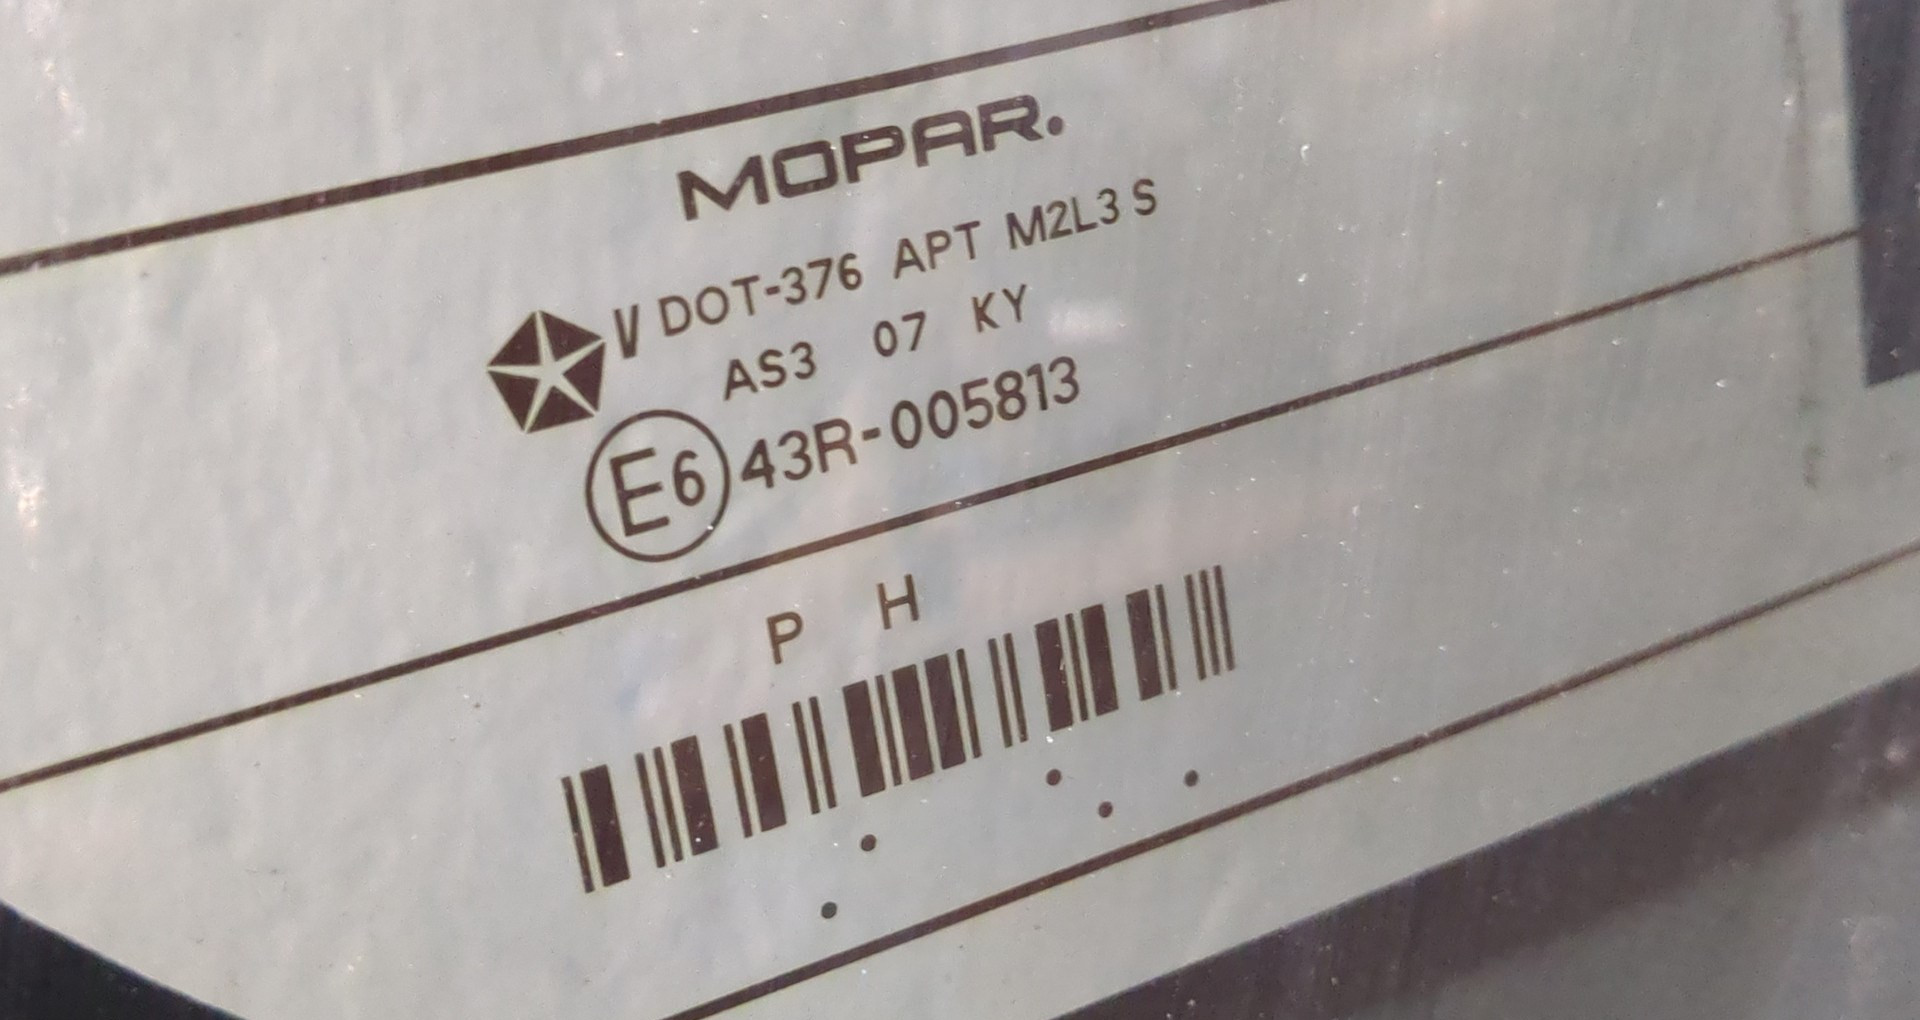 MOPAR.
V DOT-376 APT M2L3 S
AS3 07 KY
E6 43R-005813
P H